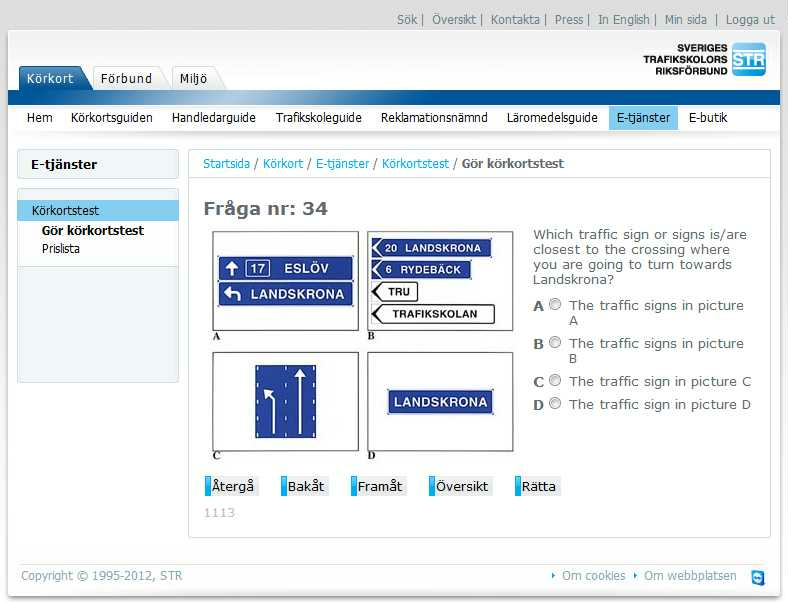 Sök | Översikt | Kontakta | Press | In English | Min sida | Logga ut
SVERIGES
TRAFIKSKOLORS
RIKSFÖRBUND
STR
Körkort Förbund Miljö
Hem Körkortsguiden Handledarguide Trafikskoleguide Reklamationsnämnd Läromedelsguide E-tjänster E-butik
E-tjänster
Körkortstest
Gör körkortstest
Prislista
Startsida / Körkort / E-tjänster / Körkortstest / Gör körkortstest
Fråga nr: 34
17 ESLÖV
LANDSKRONA
A
20 LANDSKRONA
6 RYDEBÄCK
TRU
TRAFIKSKOLAN
B
C
LANDSKRONA
D
Which traffic sign or signs is/are
closest to the crossing where
you are going to turn towards
Landskrona?
A The traffic signs in picture
A
B The traffic signs in picture
B
C The traffic sign in picture C
D The traffic sign in picture D
Återgå Bakåt Framåt Översikt Rätta
1113
Copyright © 1995-2012, STR
Om cookies Om webbplatsen